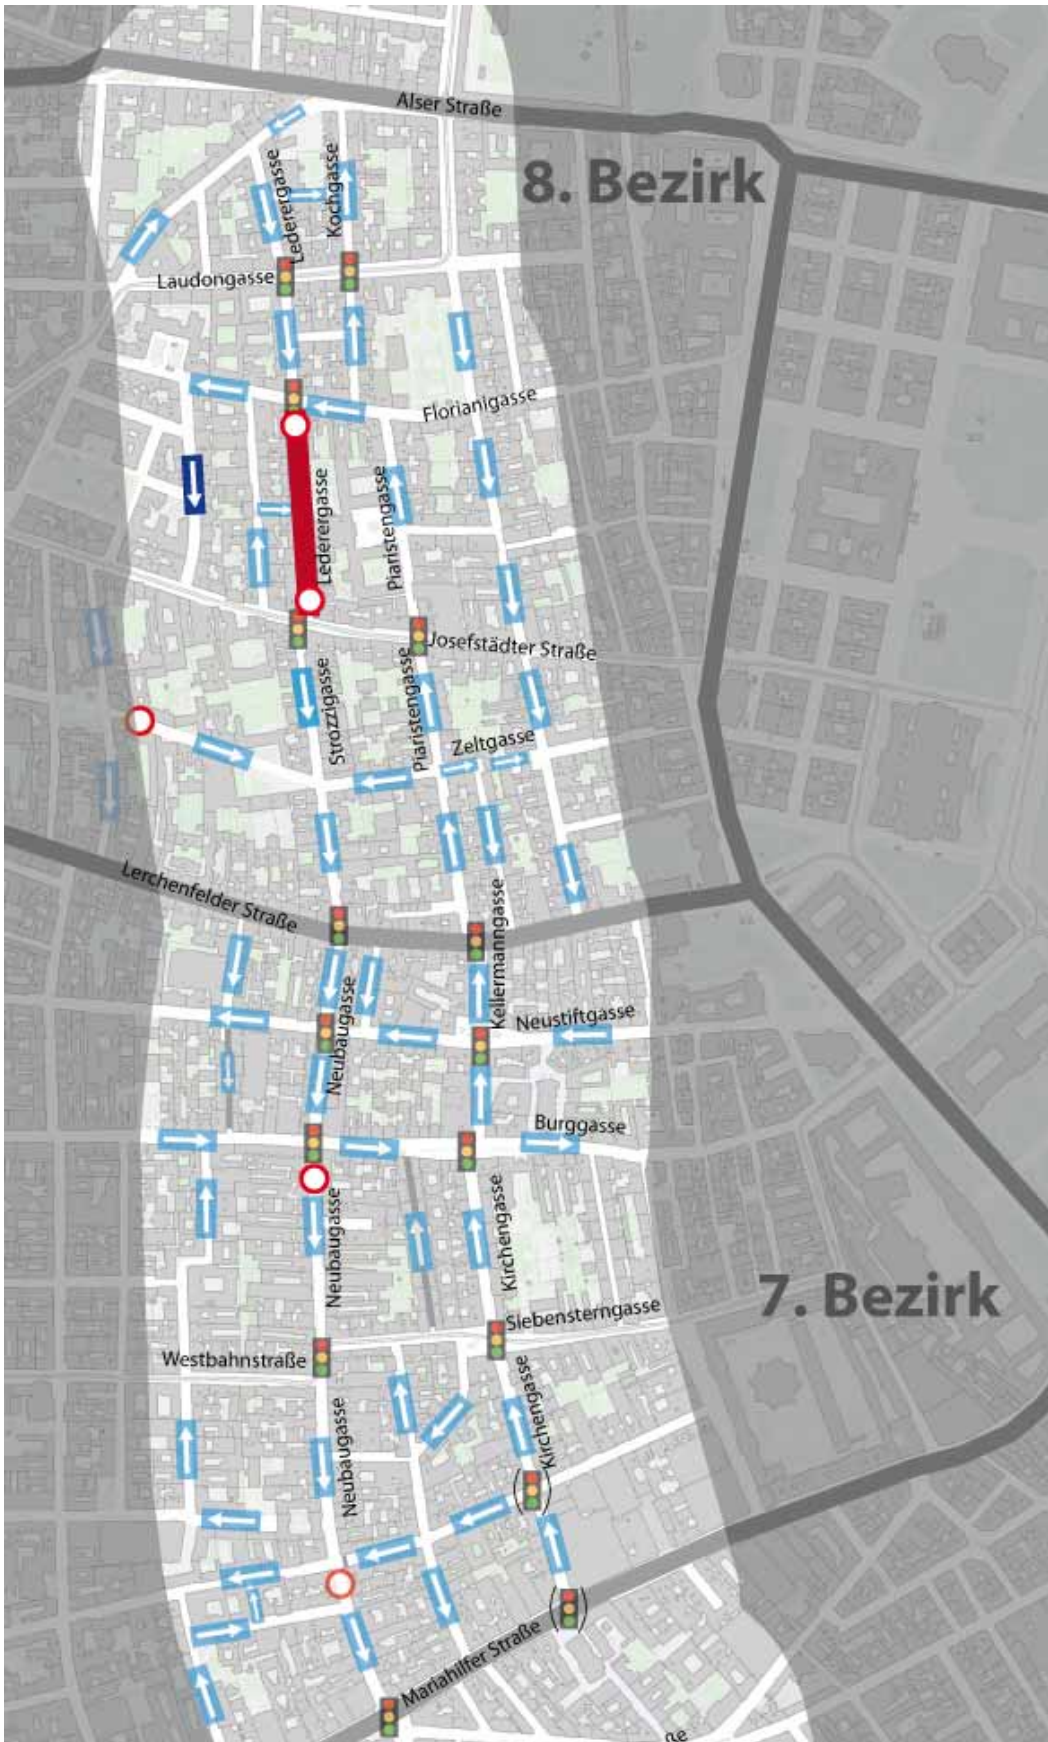 Alser Straße
8. Bezirk
Lederergasse
Kochgasse
Laudongasse
Florianigasse
Lederergasse
Piaristengasse
Josefstädter Straße
Strozzigasse
Piaristengasse
Zeltgasse
Lerchenfelder Straße
Kellermanngasse
Neubaugasse
Neustiftgasse
Burggasse
Neubaugasse
Kirchengasse
7. Bezirk
Siebensterngasse
Westbahnstraße
Kirchengasse
Neubaugasse
Mariahilfer Straße
ße